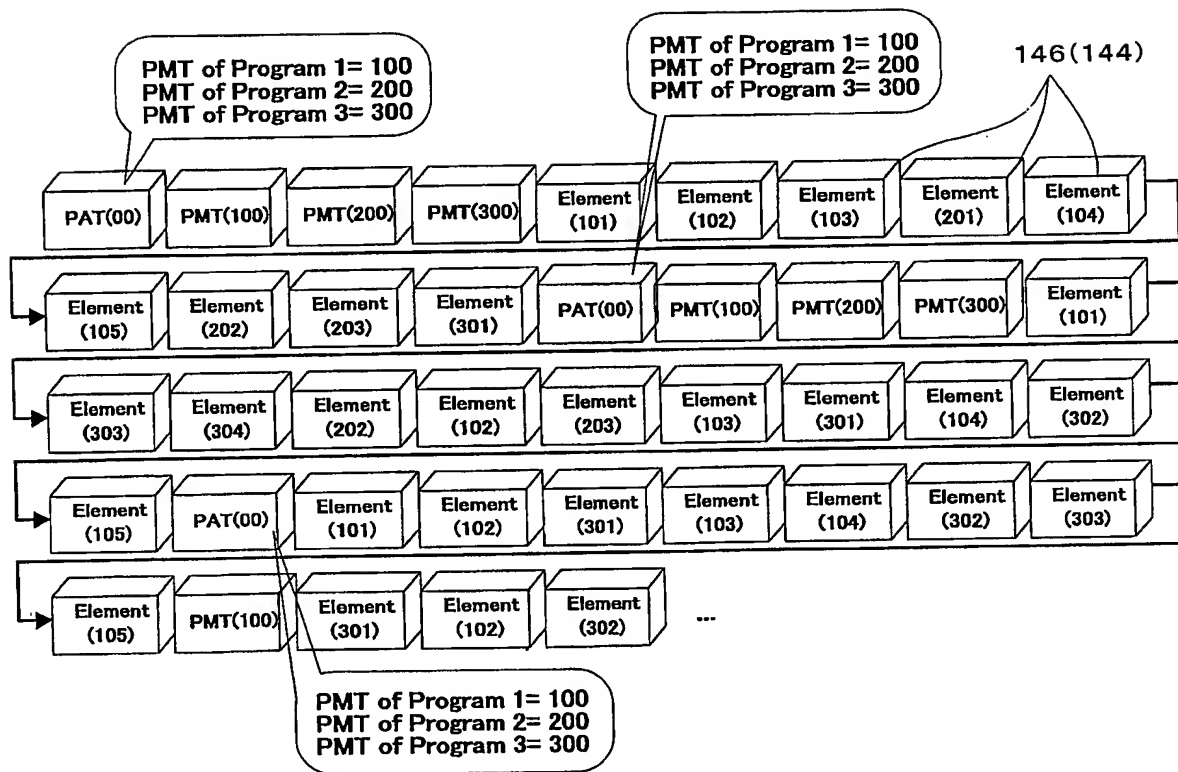 PMT of Program 1= 100
PMT of Program 2= 200
PMT of Program 3= 300
PMT of Program 1= 100
PMT of Program 2= 200
PMT of Program 3= 300
146(144)
PAT(00) PMT(100) PMT(200) PMT(300) Element (101) Element (102) Element (103) Element (201) Element (104)
Element (105) Element (202) Element (203) Element (301) PAT(00) PMT(100) PMT(200) PMT(300) Element (101)
Element (303) Element (304) Element (202) Element (102) Element (203) Element (103) Element (301) Element (104) Element (302)
Element (105) PAT(00) Element (101) Element (102) Element (301) Element (103) Element (104) Element (302) Element (303)
Element (105) PMT(100) Element (301) Element (102) Element (302) ...
PMT of Program 1= 100
PMT of Program 2= 200
PMT of Program 3= 300